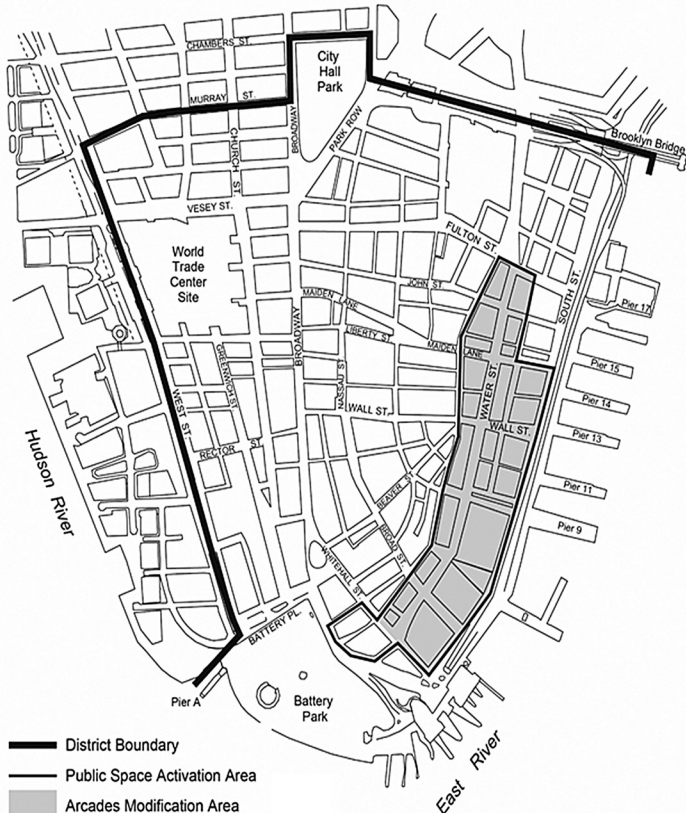 CHAMBERS ST.
City
Hall
Park
MURRAY ST.
BROADWAY
PARK ROW
Brooklyn Bridge
CHURCH ST.
VESEY ST.
FULTON ST.
World
Trade
Center
Site
JOHN ST.
SOUTH ST.
MAIDEN LANE
Pier 17
LIBERTY ST
BROADWAY
MAIDEN LANE
GREENWICH ST.
NASSAU ST
Pier 15
WATER ST
WEST ST.
WALL ST.
Pier 14
WALL ST.
Pier 13
RECTOR ST
Hudson River
BEAVER ST
Pier 11
BROAD ST.
Pier 9
WHITEHALL ST.
BATTERY PL.
Pier A
Battery
Park
East River
District Boundary
Public Space Activation Area
Arcades Modification Area